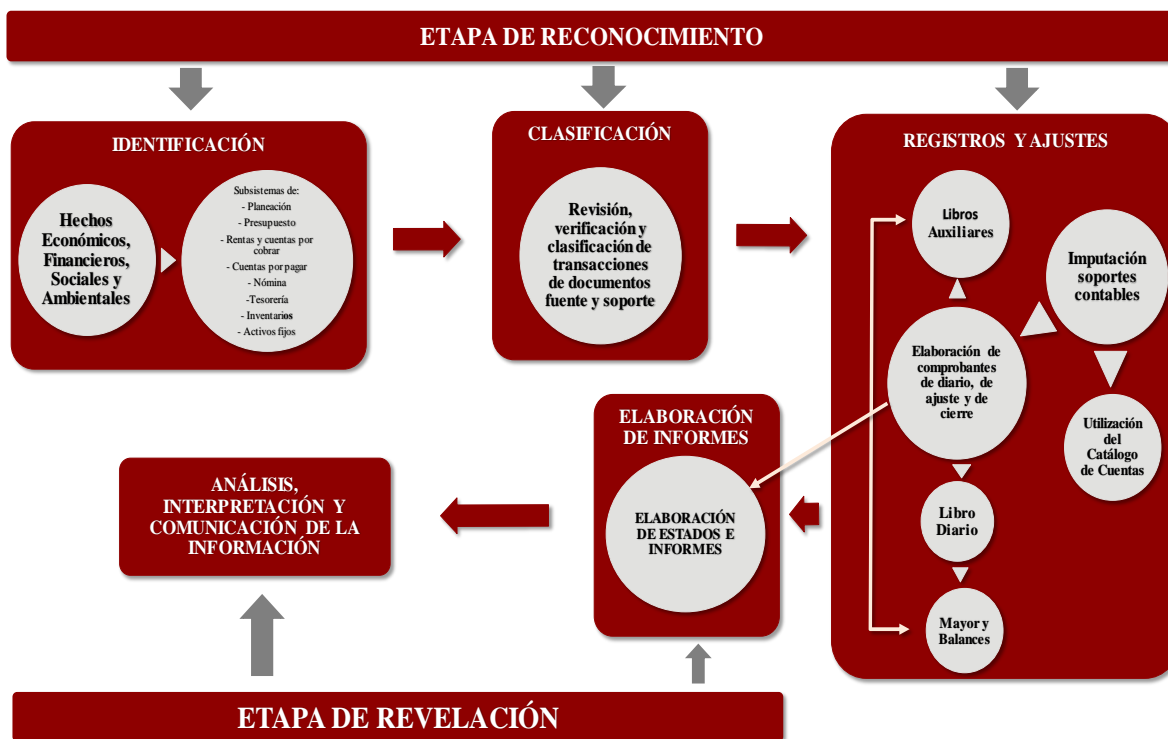 ETAPA DE RECONOCIMIENTO
IDENTIFICACIÓN
Hechos
Económicos,
Financieros,
Sociales y
Ambientales
Subsistemas de:
- Planeación
- Presupuesto
- Rentas y cuentas por
cobrar
- Cuentas por pagar
- Nómina
-Tesorería
- Inventarios
- Activos fijos
CLASIFICACIÓN
Revisión,
verificación y
clasificación de
transacciones
de documentos
fuente y soporte
REGISTROS Y AJUSTES
Libros
Auxiliares
Imputación
soportes
contables
Elaboración de
comprobantes
de diario, de
ajuste y de
cierre
Utilización
del
Catálogo
de Cuentas
Libro
Diario
Mayor y
Balances
ELABORACIÓN
DE INFORMES
ELABORACIÓN
DE ESTADOS E
INFORMES
ANÁLISIS,
INTERPRETACIÓN Y
COMUNICACIÓN DE LA
INFORMACIÓN
ETAPA DE REVELACIÓN